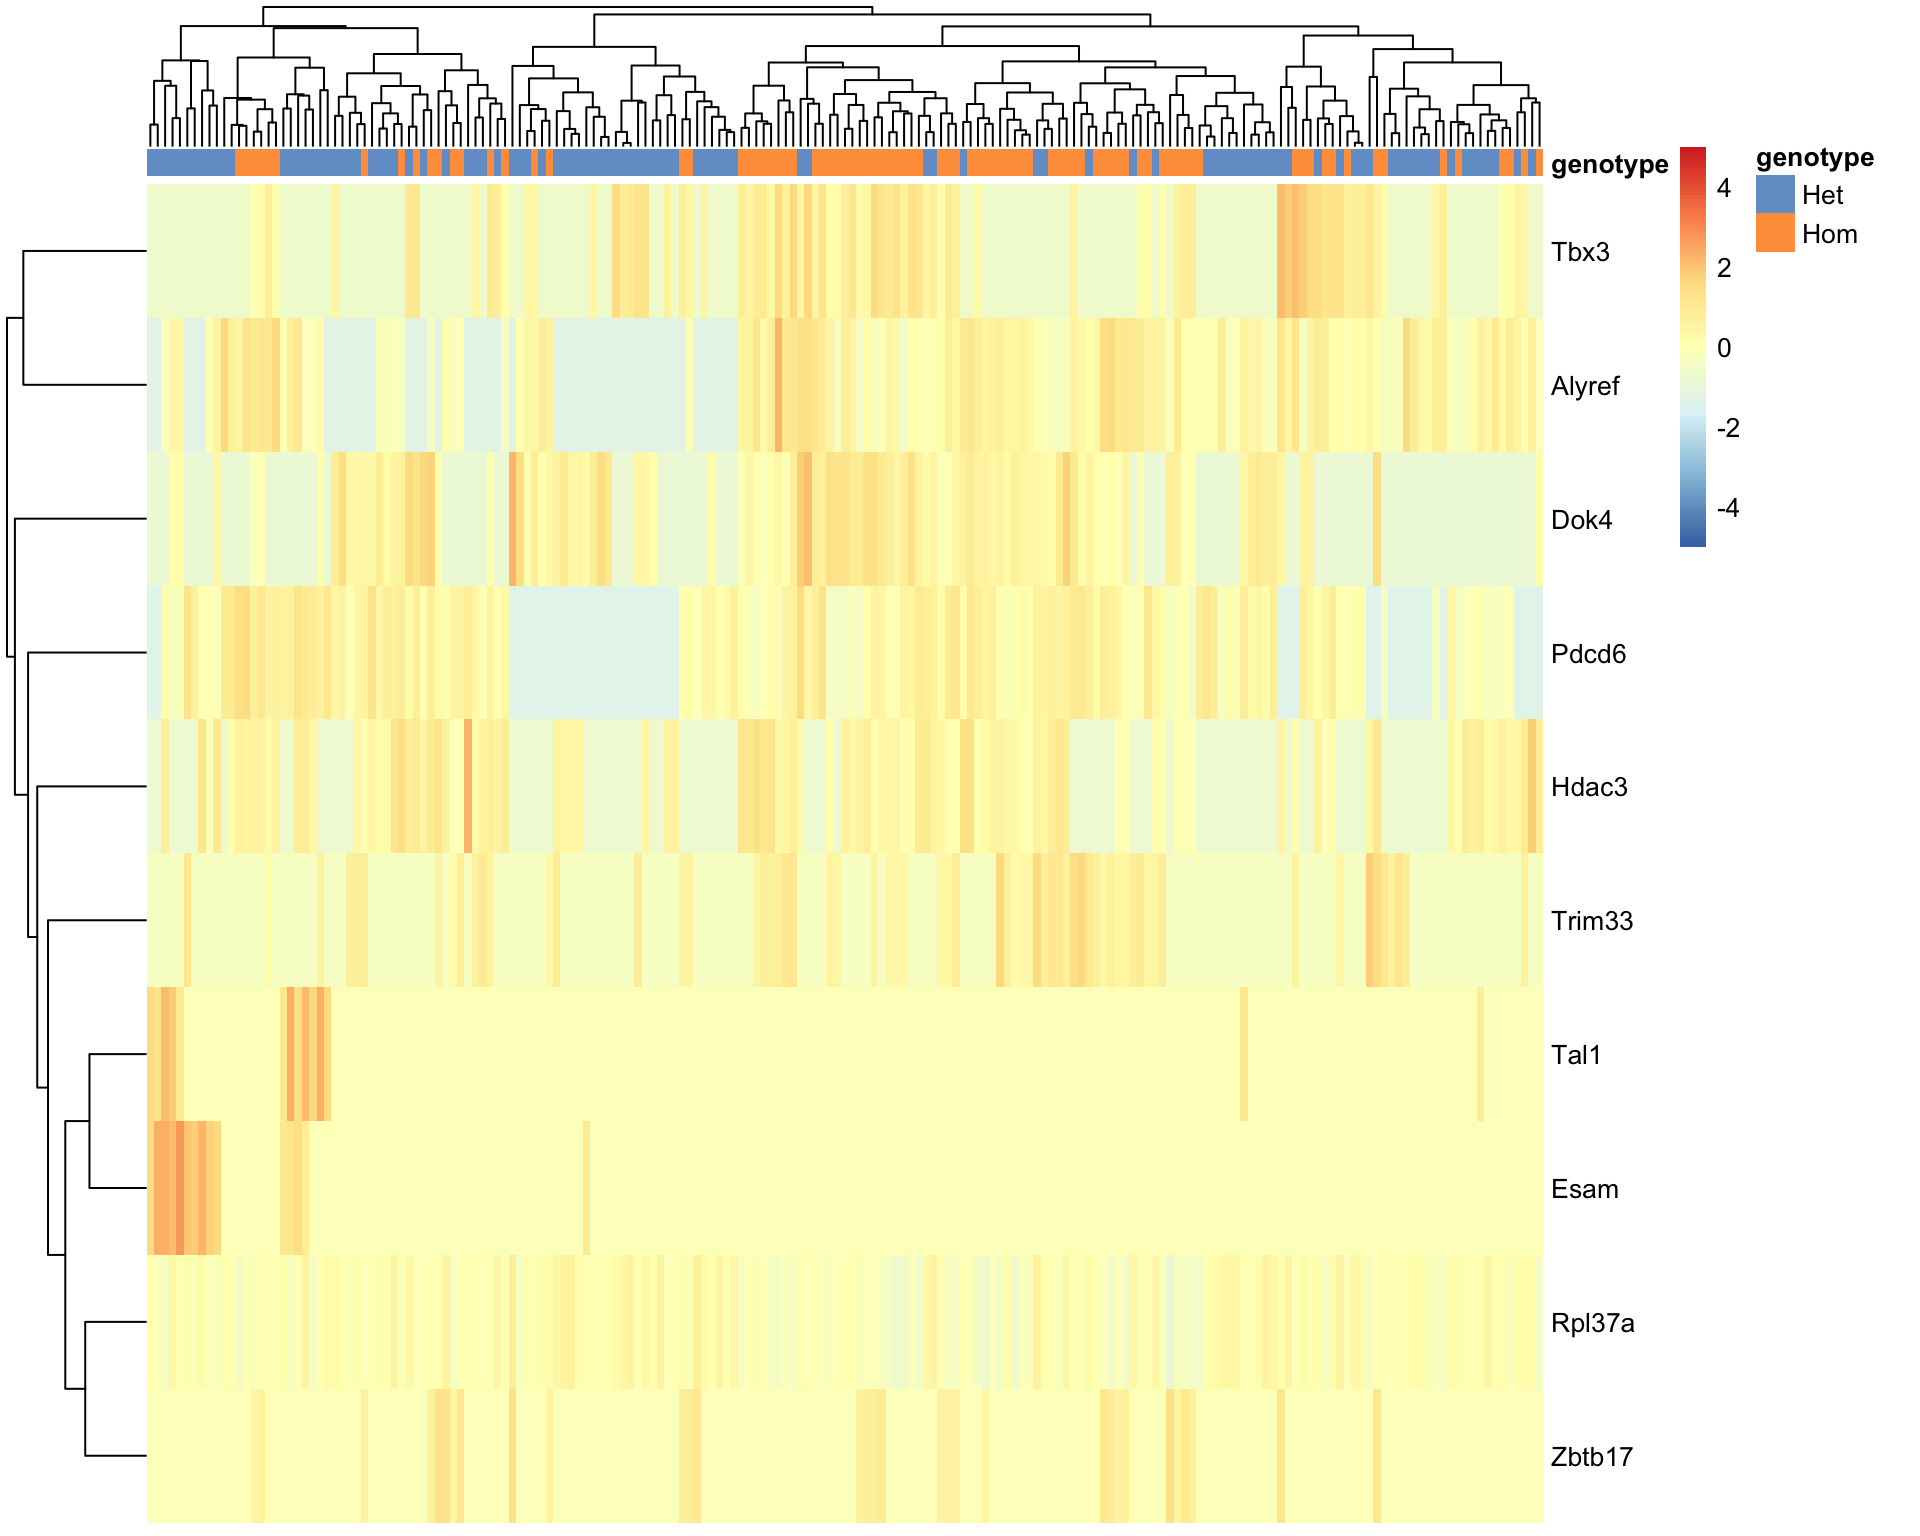 genotype
genotype
Het
Hom
4
2
0
-2
-4
Tbx3
Alyref
Dok4
Pdcd6
Hdac3
Trim33
Tal1
Esam
Rpl37a
Zbtb17